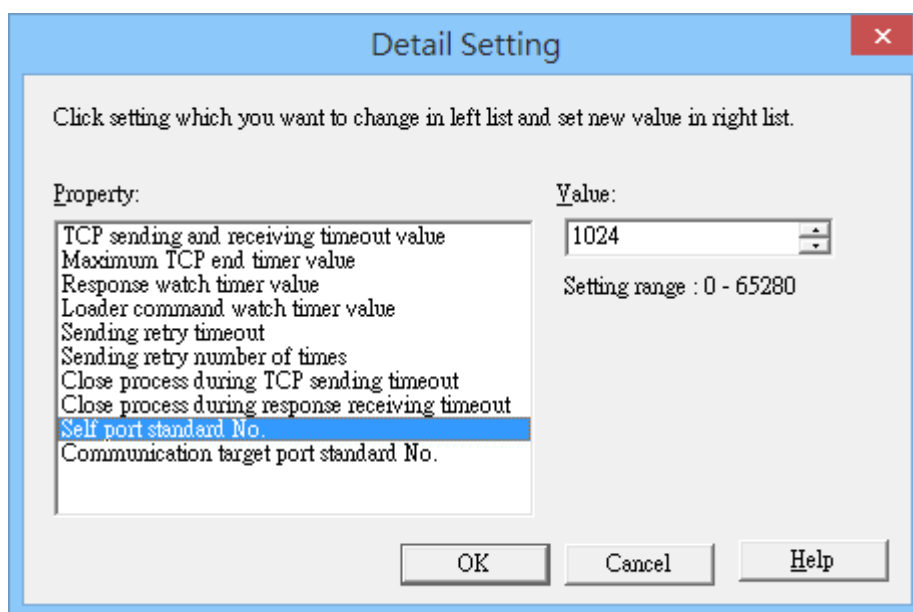 Detail Setting
Click setting which you want to change in left list and set new value in right list.
Property:
TCP sending and receiving timeout value
Maximum TCP end timer value
Response watch timer value
Loader command watch timer value
Sending retry timeout
Sending retry number of times
Close process during TCP sending timeout
Close process during response receiving timeout
Self port standard No.
Communication target port standard No.
Value:
1024
Setting range : 0 - 65280
OK
Cancel
Help